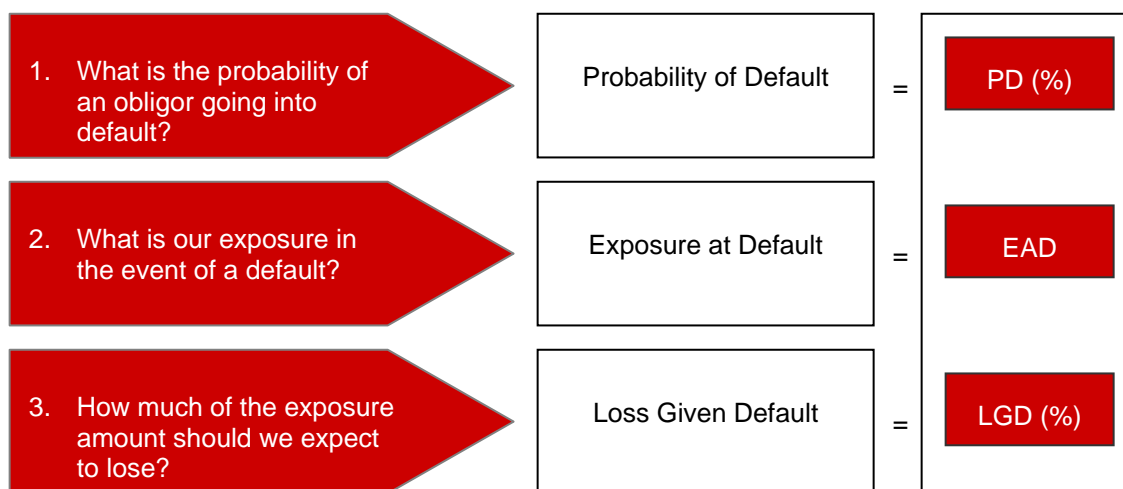 1. What is the probability of
an obligor going into
default?
Probability of Default
=
PD (%)
2. What is our exposure in
the event of a default?
Exposure at Default
=
EAD
3. How much of the exposure
amount should we expect
to lose?
Loss Given Default
=
LGD (%)